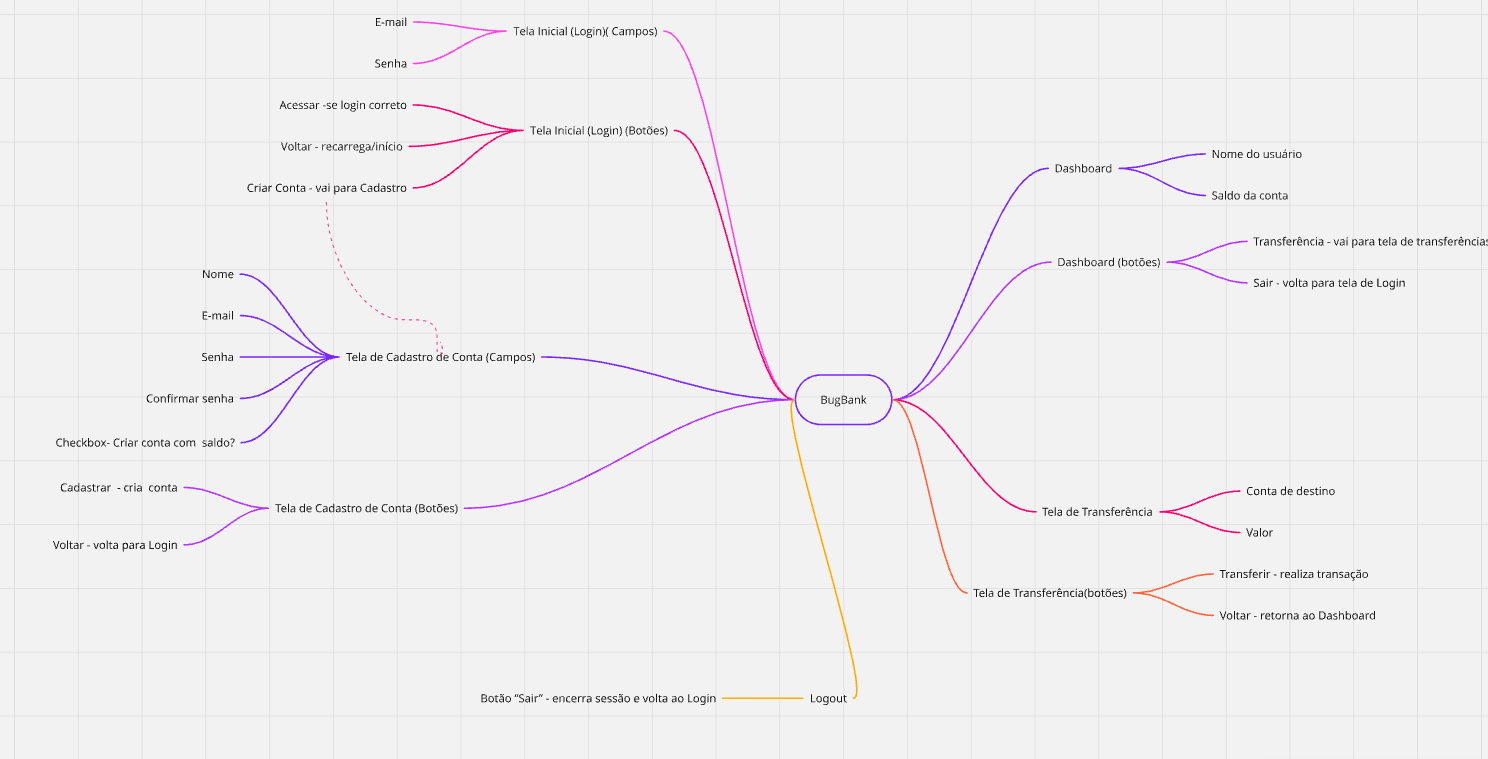 E-mail
Tela Inicial (Login)( Campos)
Senha
Acessar -se login correto
Tela Inicial (Login) (Botões)
Voltar - recarrega/início
Criar Conta - vai para Cadastro
Nome
E-mail
Senha
Tela de Cadastro de Conta (Campos)
Confirmar senha
Checkbox- Criar conta com  saldo?
Cadastrar  - cria  conta
Tela de Cadastro de Conta (Botões)
Voltar - volta para Login
BugBank
Dashboard
Nome do usuário
Saldo da conta
Dashboard (botões)
Transferência - vai para tela de transferências
Sair - volta para tela de Login
Tela de Transferência
Conta de destino
Valor
Tela de Transferência(botões)
Transferir - realiza transação
Voltar - retorna ao Dashboard
Botão “Sair” - encerra sessão e volta ao Login
Logout